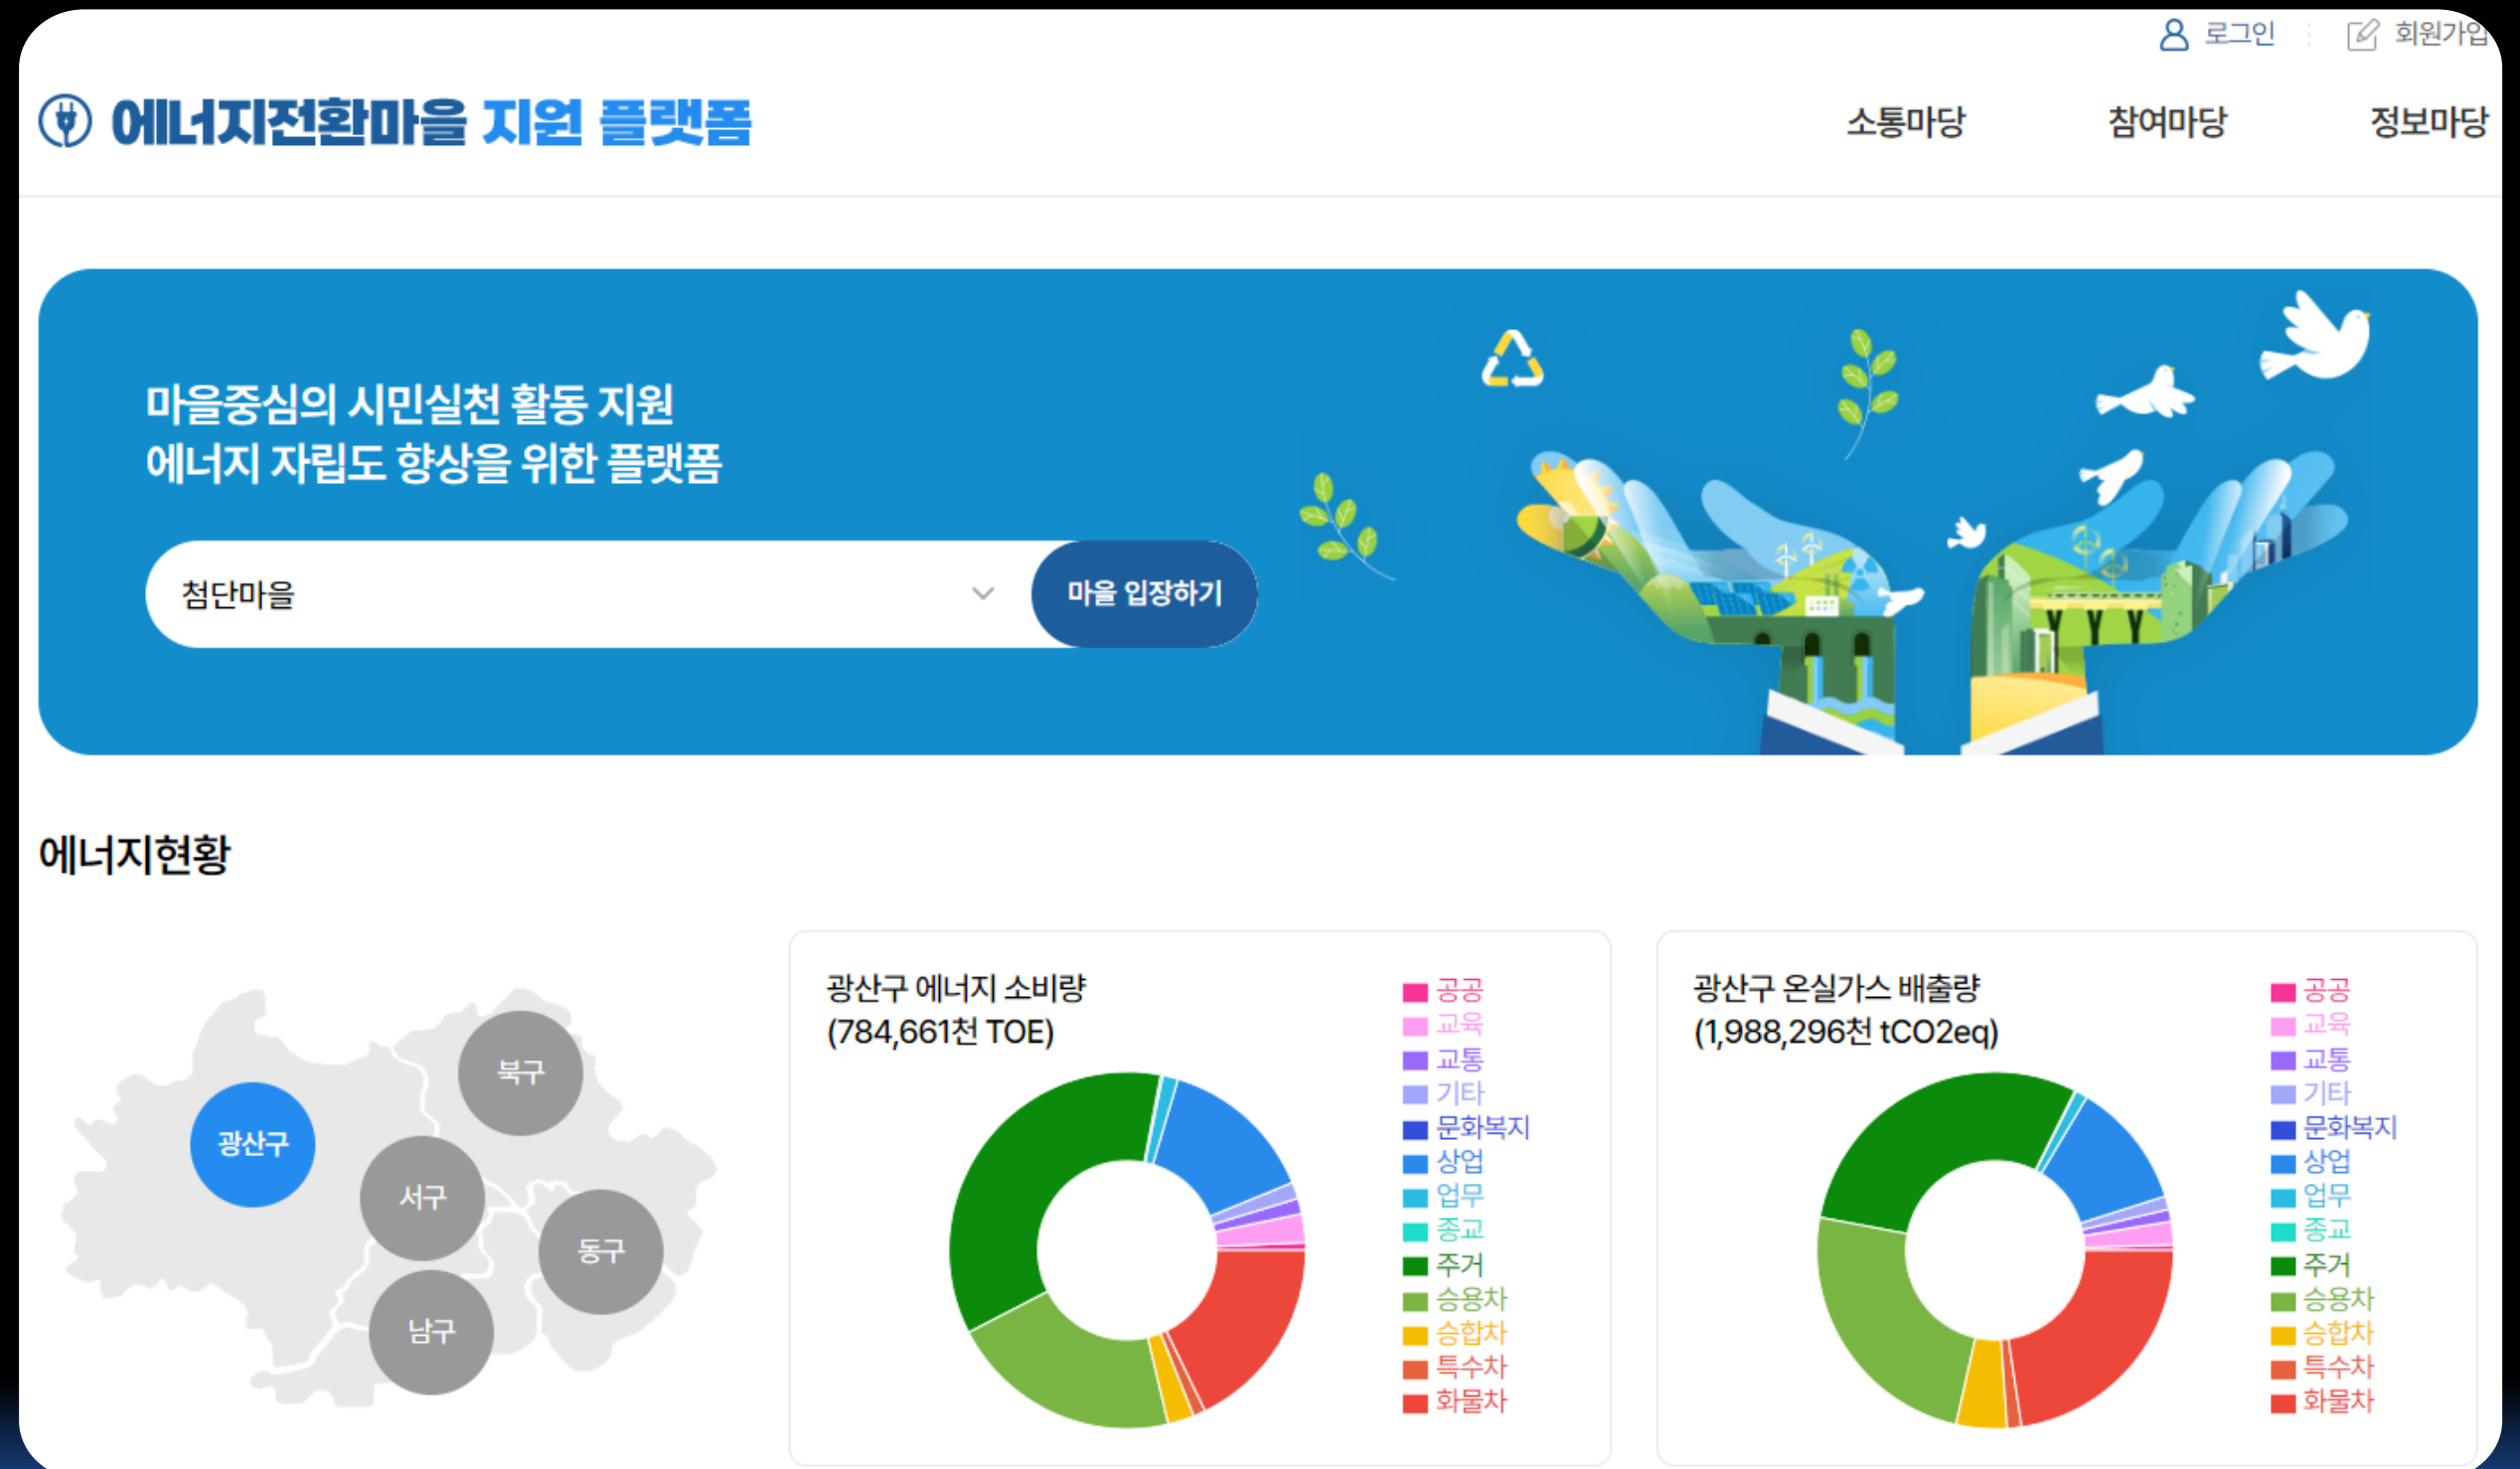 로그인
회원가입
에너지전환마을 지원 플랫폼
소통마당
참여마당
정보마당
마을중심의 시민실천 활동 지원
에너지 자립도 향상을 위한 플랫폼
첨단마을
마을 입장하기
에너지현황
북구
광산구
서구
동구
남구
광산구 에너지 소비량
(784,661천 TOE)
공공
교육
교통
기타
문화복지
상업
업무
종교
주거
승용차
승합차
특수차
화물차
광산구 온실가스 배출량
(1,988,296천 tCO2eq)
공공
교육
교통
기타
문화복지
상업
업무
종교
주거
승용차
승합차
특수차
화물차